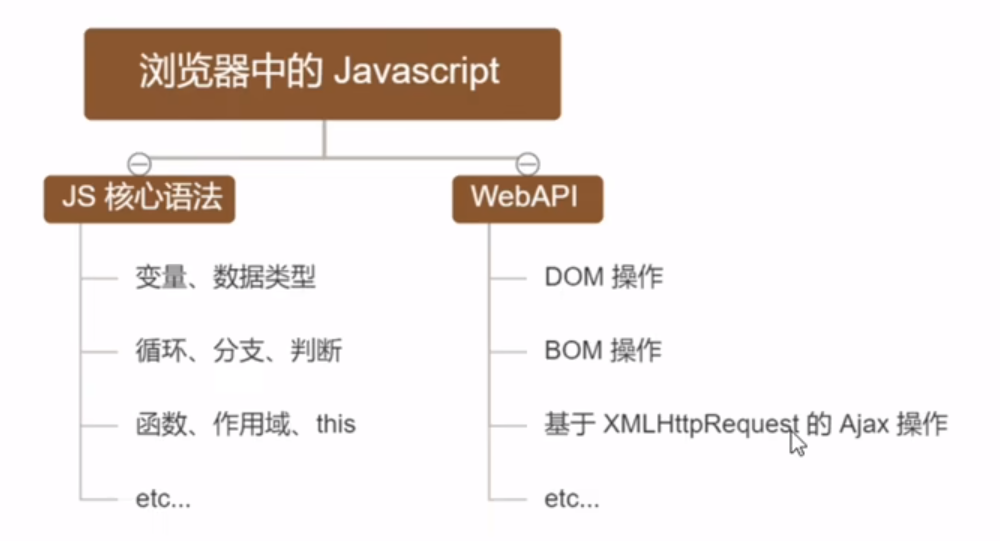 浏览器中的 Javascript
JS 核心语法
变量、数据类型
循环、分支、判断
函数、作用域、this
etc...
WebAPI
DOM 操作
BOM 操作
基于 XMLHttpRequest 的 Ajax 操作
etc...